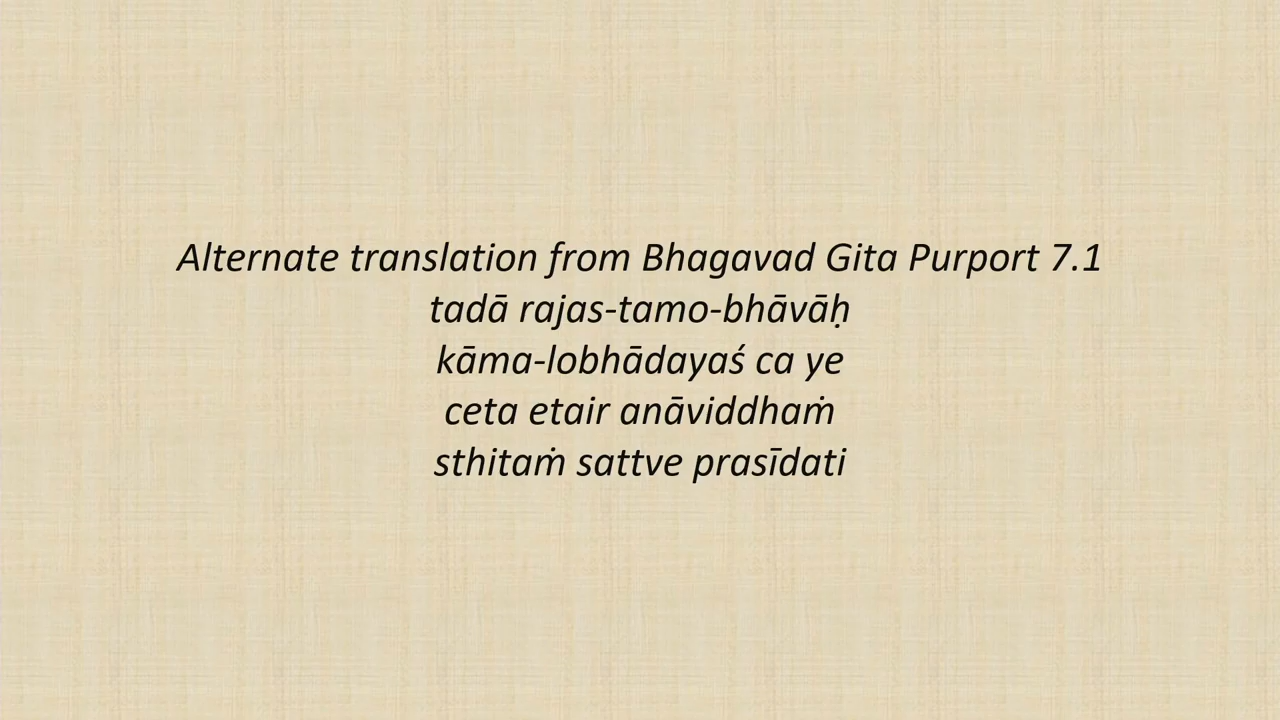 Alternate translation from Bhagavad Gita Purport 7.1
tadā rajas-tamo-bhāvāḥ
kāma-lobhādayaś ca ye
ceta etair anāviddhaṁ
sthitaṁ sattve prasīdati